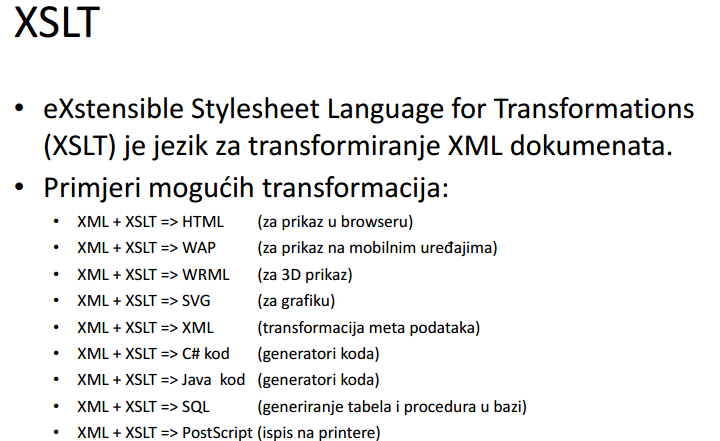 XSLT
• eXstensible Stylesheet Language for Transformations
(XSLT) je jezik za transformiranje XML dokumenata.
• Primjeri mogućih transformacija:
• XML + XSLT => HTML (za prikaz u browseru)
• XML + XSLT => WAP (za prikaz na mobilnim uređajima)
• XML + XSLT => WRML (za 3D prikaz)
• XML + XSLT => SVG (za grafiku)
• XML + XSLT => XML (transformacija meta podataka)
• XML + XSLT => C# kod (generatori koda)
• XML + XSLT => Java kod (generatori koda)
• XML + XSLT => SQL (generiranje tabela i procedura u bazi)
• XML + XSLT => PostScript (ispis na printere)